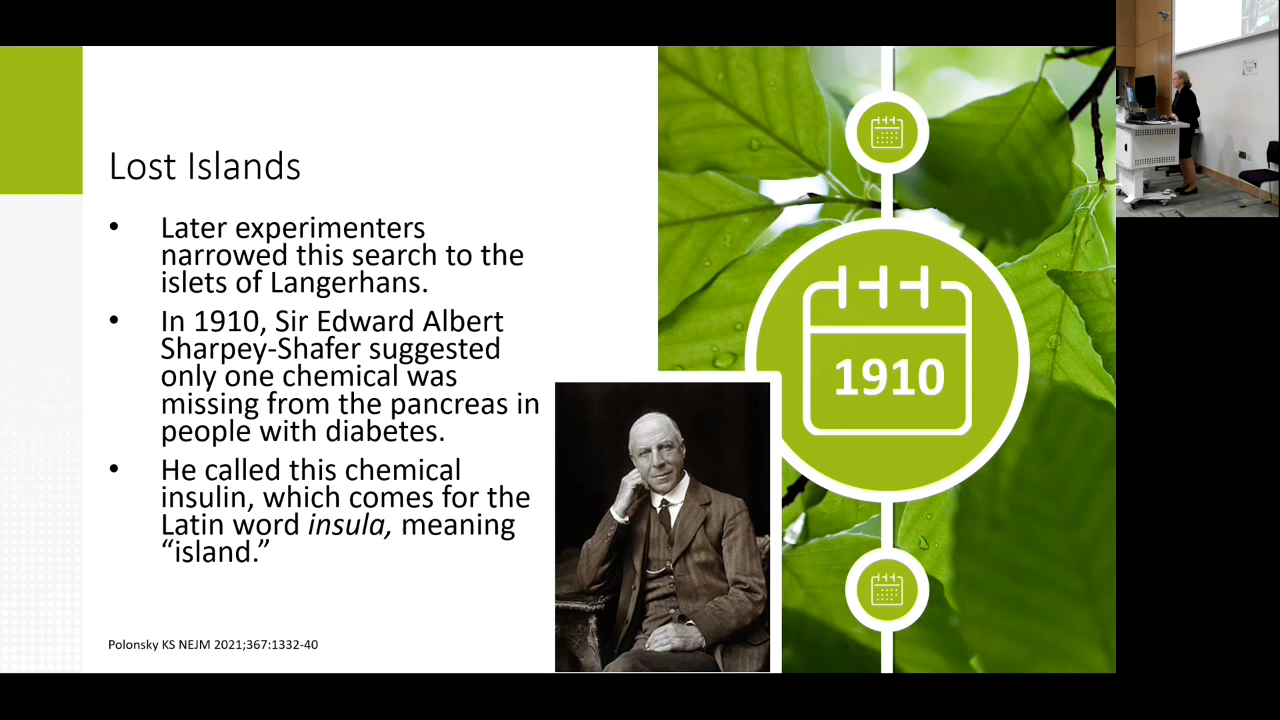 Lost Islands
• Later experimenters
narrowed this search to the
islets of Langerhans.
• In 1910, Sir Edward Albert
Sharpey-Shafer suggested
only one chemical was
missing from the pancreas in
people with diabetes.
• He called this chemical
insulin, which comes for the
Latin word insula, meaning
“island.”
Polonsky KS NEJM 2021;367:1332-40
1910